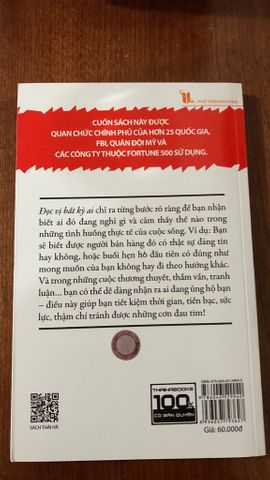 PHÁT TRIỂN BẢN THÂN
CUỐN SÁCH NÀY ĐƯỢC
QUAN CHỨC CHÍNH PHỦ CỦA HƠN 25 QUỐC GIA,
FBI, QUÂN ĐỘI MỸ VÀ
CÁC CÔNG TY THUỘC FORTUNE 500 SỬ DỤNG.
Đọc vị bất kỳ ai chỉ ra từng bước rõ ràng để bạn nhận
biết ai đó đang nghĩ gì và cảm thấy thế nào trong
những tình huống thực tế của cuộc sống. Ví dụ: Bạn
sẽ biết được người bán hàng đó có thật sự đáng tin
hay không, hoặc buổi hẹn hò đầu tiên có đúng như
mong muốn của bạn không hay đi theo hướng khác.
Và trong những cuộc thương thuyết, thẩm vấn, tranh
luận... bạn có thể dễ dàng nhận ra ai đang ủng hộ bạn
– điều này giúp bạn tiết kiệm thời gian, tiền bạc, sức
lực, thậm chí tránh được những cơn đau tim!
SÁCH THÁI HÀ
THAIHABOOKS
100%
CÓ BẢN QUYỀN
Giá: 60.000đ